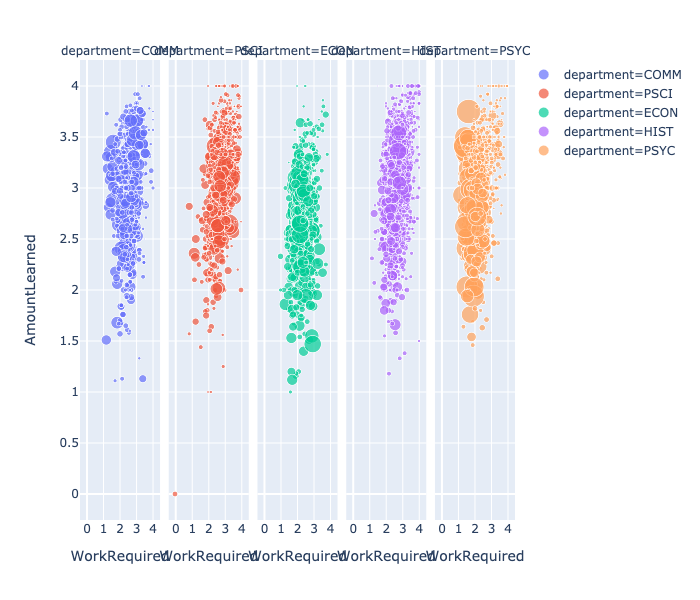 department=COMM department=PSCI department=ECON department=HIST department=PSYC
department=COMM
department=PSCI
department=ECON
department=HIST
department=PSYC
AmountLearned
4
3.5
3
2.5
2
1.5
1
0.5
0
0 1 2 3 4 0 1 2 3 4 0 1 2 3 4 0 1 2 3 4 0 1 2 3 4
WorkRequired WorkRequired WorkRequired WorkRequired WorkRequired